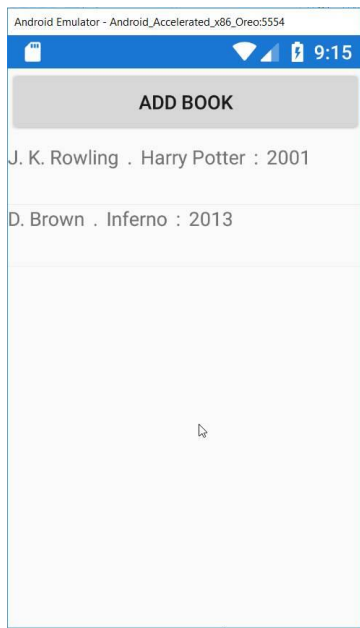 Android Emulator - Android_Accelerated_x86_Oreo:5554
9:15
ADD BOOK
J. K. Rowling . Harry Potter : 2001
D. Brown . Inferno : 2013